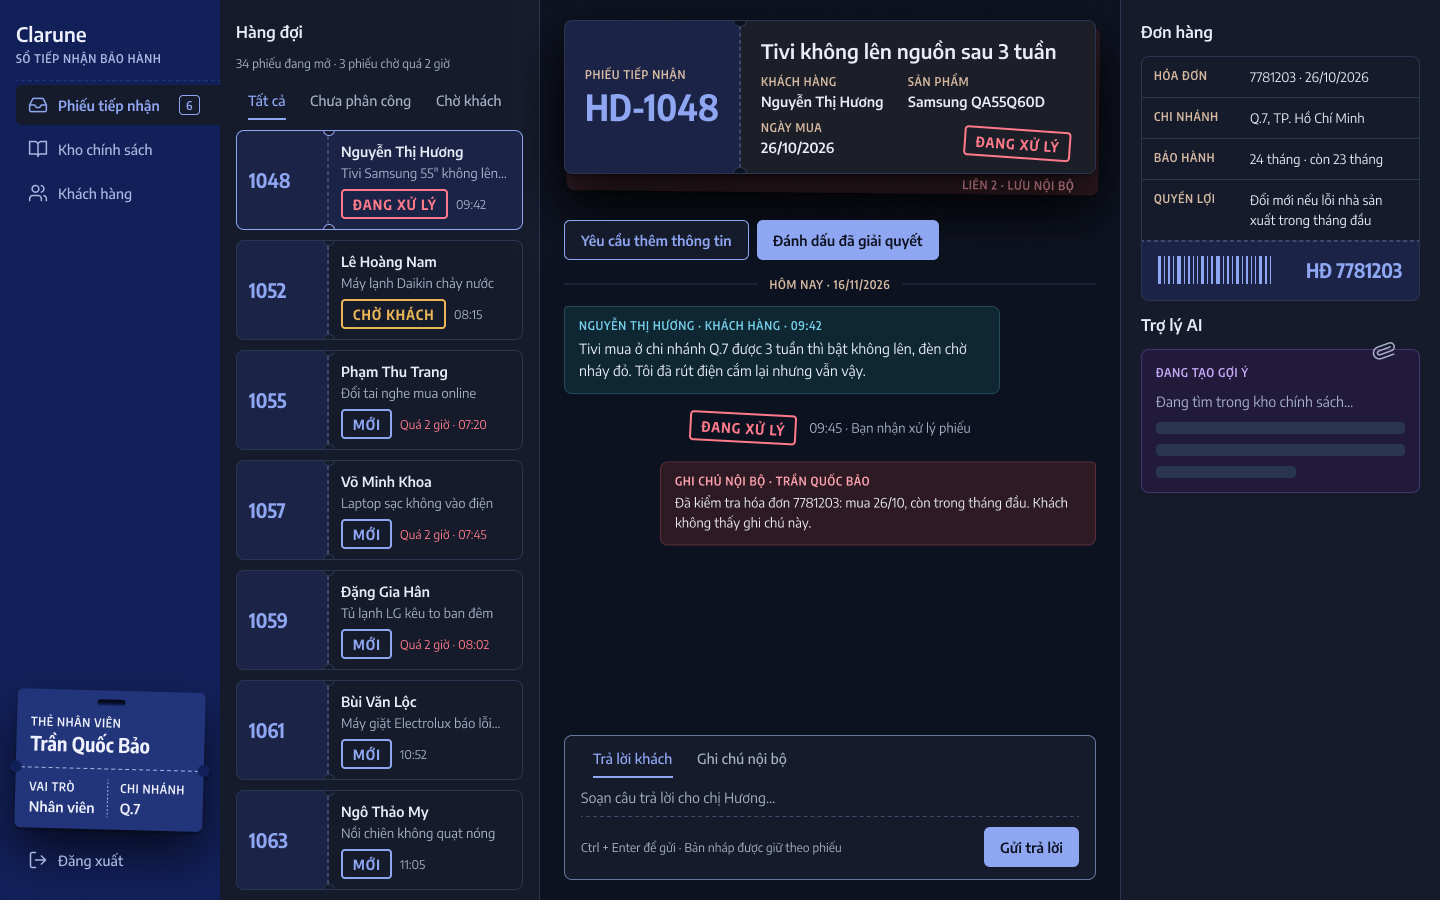 Clarune
SỔ TIẾP NHẬN BẢO HÀNH
Phiếu tiếp nhận 6
Kho chính sách
Khách hàng
THẺ NHÂN VIÊN
Trần Quốc Bảo
VAI TRÒ CHI NHÁNH
Nhân viên Q.7
Đăng xuất
Hàng đợi
34 phiếu đang mở · 3 phiếu chờ quá 2 giờ
Tất cả Chưa phân công Chờ khách
1048
Nguyễn Thị Hương
Tivi Samsung 55" không lên...
ĐANG XỬ LÝ 09:42
1052
Lê Hoàng Nam
Máy lạnh Daikin chảy nước
CHỜ KHÁCH 08:15
1055
Phạm Thu Trang
Đổi tai nghe mua online
MỚI Quá 2 giờ · 07:20
1057
Võ Minh Khoa
Laptop sạc không vào điện
MỚI Quá 2 giờ · 07:45
1059
Đặng Gia Hân
Tủ lạnh LG kêu to ban đêm
MỚI Quá 2 giờ · 08:02
1061
Bùi Văn Lộc
Máy giặt Electrolux báo lỗi...
MỚI 10:52
1063
Ngô Thảo My
Nồi chiên không quạt nóng
MỚI 11:05
PHIẾU TIẾP NHẬN
HD-1048
Tivi không lên nguồn sau 3 tuần
KHÁCH HÀNG SẢN PHẨM
Nguyễn Thị Hương Samsung QA55Q60D
NGÀY MUA
26/10/2026
ĐANG XỬ LÝ
LIÊN 2 · LƯU NỘI BỘ
Yêu cầu thêm thông tin Đánh dấu đã giải quyết
HÔM NAY · 16/11/2026
NGUYỄN THỊ HƯƠNG · KHÁCH HÀNG · 09:42
Tivi mua ở chi nhánh Q.7 được 3 tuần thì bật không lên, đèn chờ
nháy đỏ. Tôi đã rút điện cắm lại nhưng vẫn vậy.
ĐANG XỬ LÝ 09:45 · Bạn nhận xử lý phiếu
GHI CHÚ NỘI BỘ · TRẦN QUỐC BẢO
Đã kiểm tra hóa đơn 7781203: mua 26/10, còn trong tháng đầu. Khách
không thấy ghi chú này.
Trả lời khách Ghi chú nội bộ
Soạn câu trả lời cho chị Hương...
Ctrl + Enter để gửi · Bản nháp được giữ theo phiếu
Gửi trả lời
Đơn hàng
HÓA ĐƠN 7781203 · 26/10/2026
CHI NHÁNH Q.7, TP. Hồ Chí Minh
BẢO HÀNH 24 tháng · còn 23 tháng
QUYỀN LỢI Đổi mới nếu lỗi nhà sản
xuất trong tháng đầu
HĐ 7781203
Trợ lý AI
ĐANG TẠO GỢI Ý
Đang tìm trong kho chính sách...